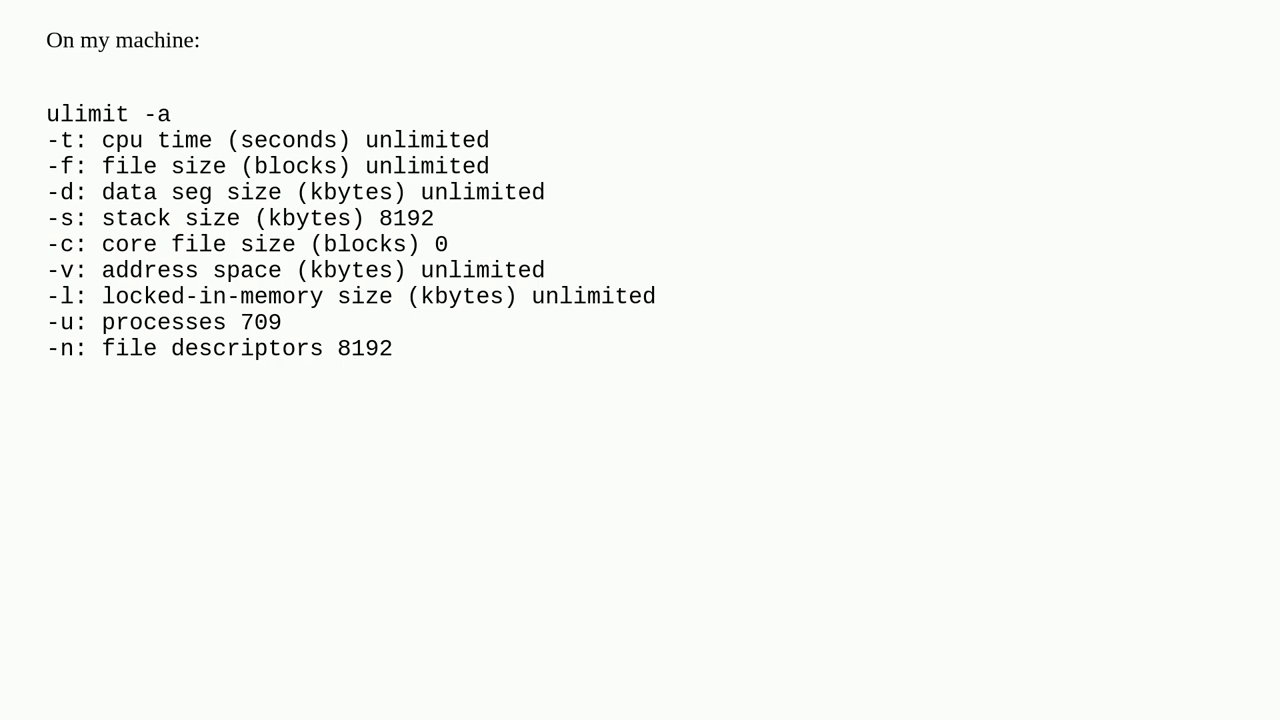 On my machine:
ulimit -a
-t: cpu time (seconds) unlimited
-f: file size (blocks) unlimited
-d: data seg size (kbytes) unlimited
-s: stack size (kbytes) 8192
-c: core file size (blocks) 0
-v: address space (kbytes) unlimited
-l: locked-in-memory size (kbytes) unlimited
-u: processes 709
-n: file descriptors 8192